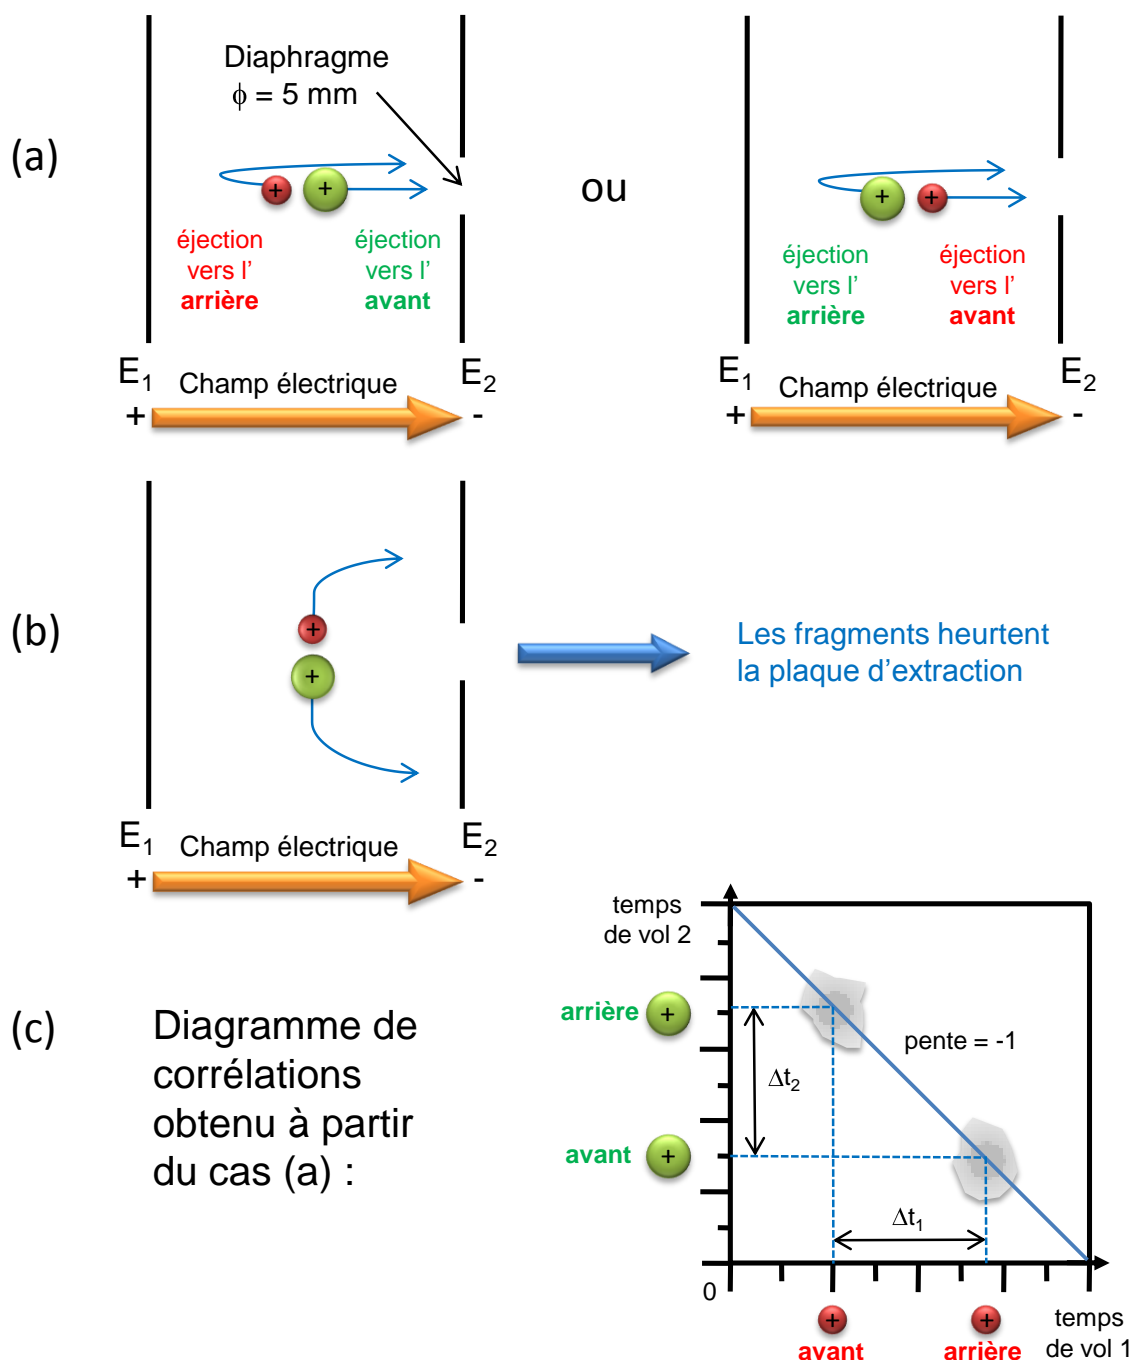 (a)
Diaphragme
ϕ = 5 mm
+
+
éjection
vers l'
arrière
éjection
vers l'
avant
E₁
E₂
Champ électrique
+
-
ou
+
+
éjection
vers l'
arrière
éjection
vers l'
avant
E₁
E₂
Champ électrique
+
-
(b)
+
+
Les fragments heurtent
la plaque d'extraction
E₁
E₂
Champ électrique
+
-
(c)
Diagramme de
corrélations
obtenu à partir
du cas (a) :
temps
de vol 2
arrière
+
pente = -1
Δt₂
avant
+
Δt₁
0
+
+
temps
de vol 1
avant
arrière